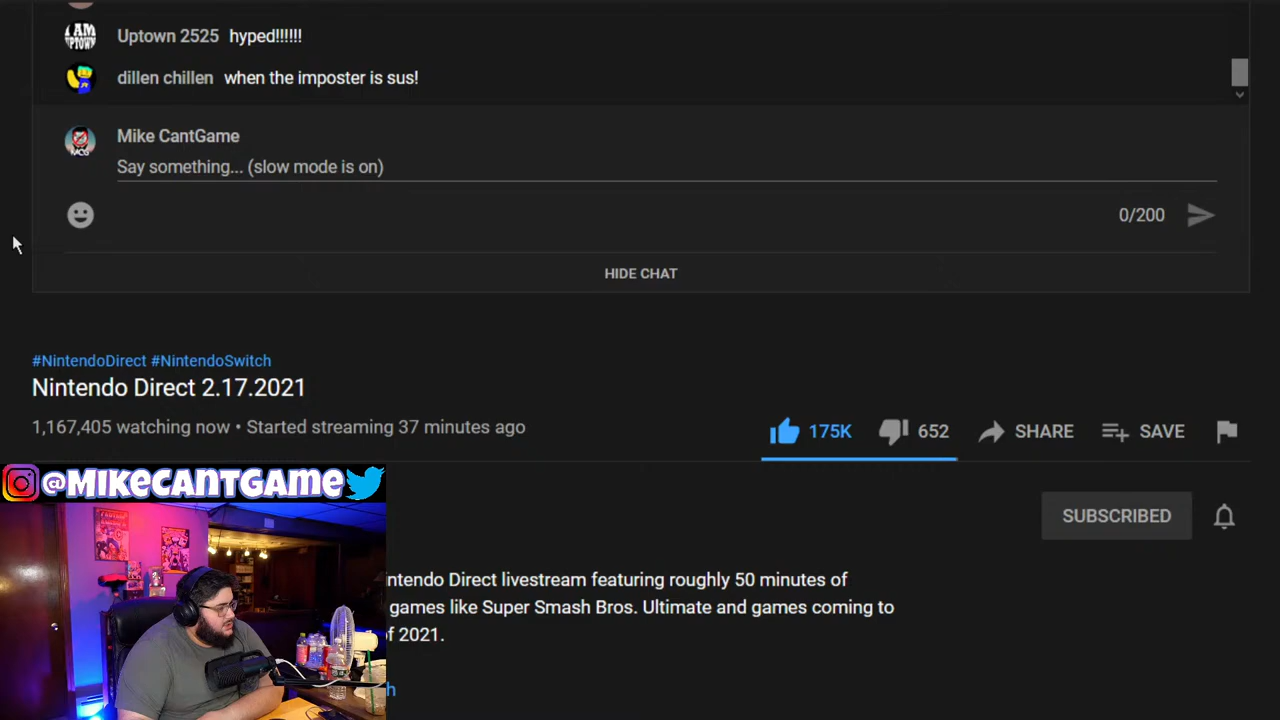 Uptown 2525 hyped!!!!!!
dillen chillen when the imposter is sus!
Mike CantGame
Say something... (slow mode is on)
0/200
HIDE CHAT
#NintendoDirect #NintendoSwitch
Nintendo Direct 2.17.2021
1,167,405 watching now • Started streaming 37 minutes ago
175K 652 SHARE SAVE
@MikeCantGame
SUBSCRIBED
ntendo Direct livestream featuring roughly 50 minutes of
games like Super Smash Bros. Ultimate and games coming to
of 2021.